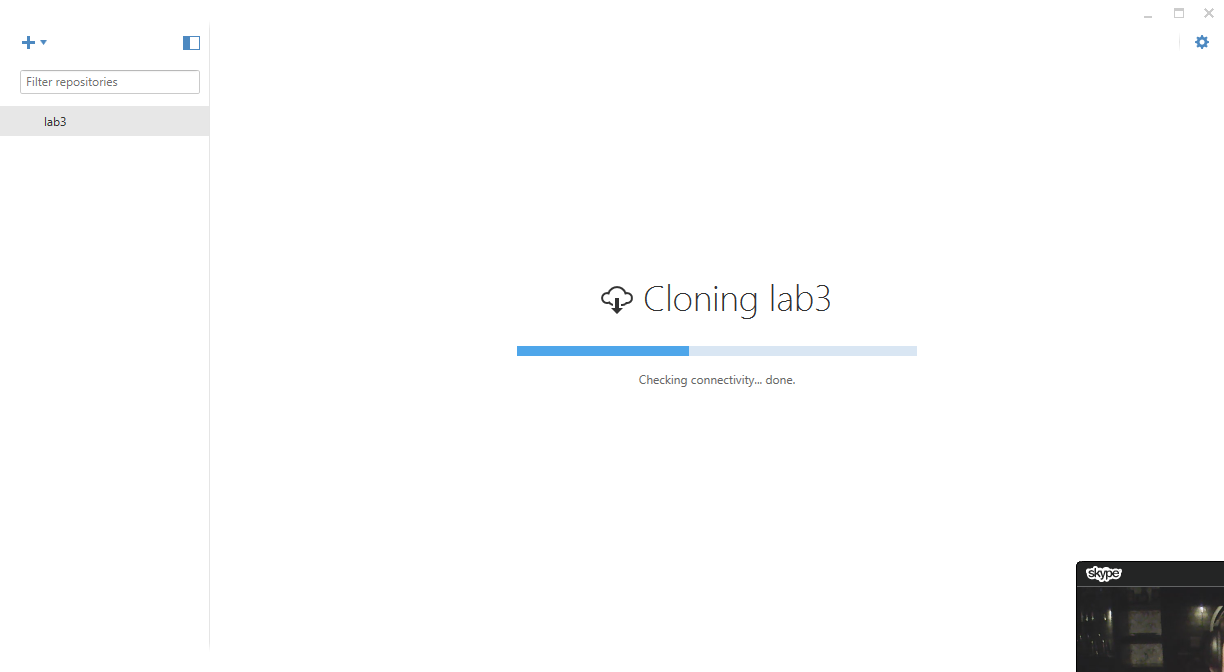 Filter repositories
lab3
Cloning lab3
Checking connectivity... done.
skype